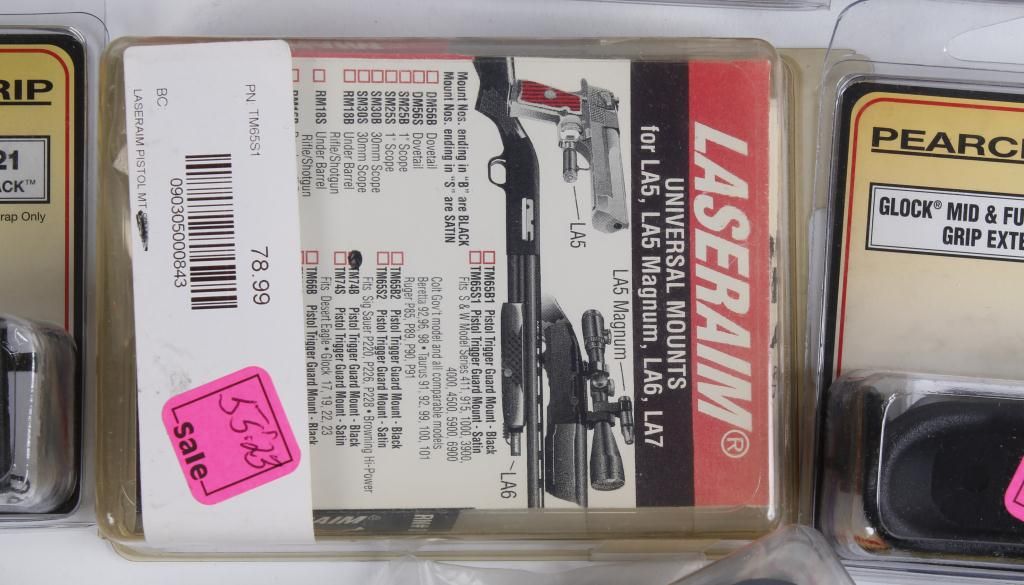 RIP
21
ACK™
rap Only
PN: TM65S1
78.99
090305000843
BC:
LASERAIM PISTOL MT
55.23
Sale
LASERAIM®
UNIVERSAL MOUNTS
for LA5, LA5 Magnum, LA6, LA7
LA5
LA5 Magnum
LA6
Mount Nos. ending in "B" are BLACK
Mount Nos. ending in "S" are SATIN
DM56B Dovetail
DM56S Dovetail
SM25B 1" Scope
SM25S 1" Scope
SM30B 30mm Scope
SM30S 30mm Scope
RM18B Under Barrel
Rifle/Shotgun
RM18S Under Barrel
Rifle/Shotgun
TM65B1 Pistol Trigger Guard Mount - Black
TM65S1 Pistol Trigger Guard Mount - Satin
Fits S & W Model Series 411, 915, 1000, 3900,
4000, 4500, 5900, 6900
Colt Gov't model and all comparable models
Beretta 92, 96, 98 • Taurus 91, 92, 99, 100, 101
Ruger P85, P89, P90, P91
TM65B2 Pistol Trigger Guard Mount - Black
TM65S2 Pistol Trigger Guard Mount - Satin
Fits Sig Sauer P220, P226, P228 • Browning Hi-Power
TM74B Pistol Trigger Guard Mount - Black
TM74S Pistol Trigger Guard Mount - Satin
Fits Desert Eagle • Glock 17, 19, 22, 23
TM66B Pistol Trigger Guard Mount - Black
RAIM®
PEARC
GLOCK® MID & FU
GRIP EXTE